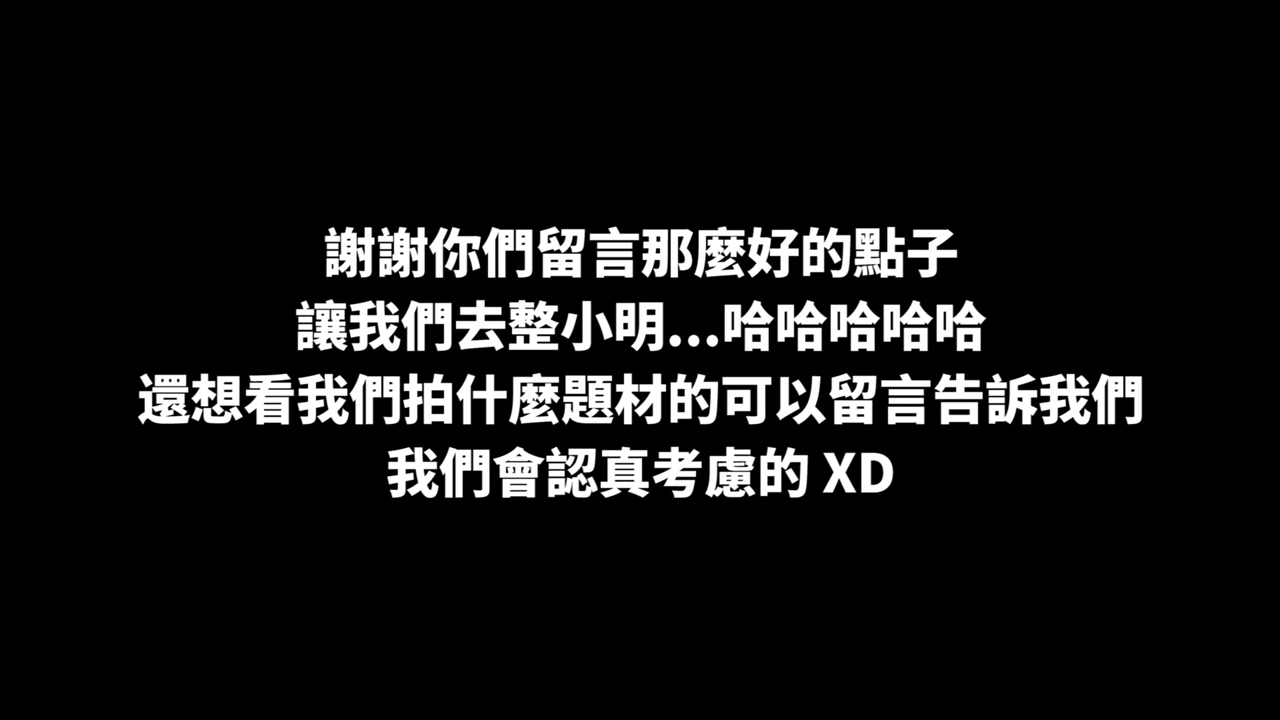 謝謝你們留言那麼好的點子
讓我們去整小明...哈哈哈哈哈
還想看我們拍什麼題材的可以留言告訴我們
我們會認真考慮的 XD